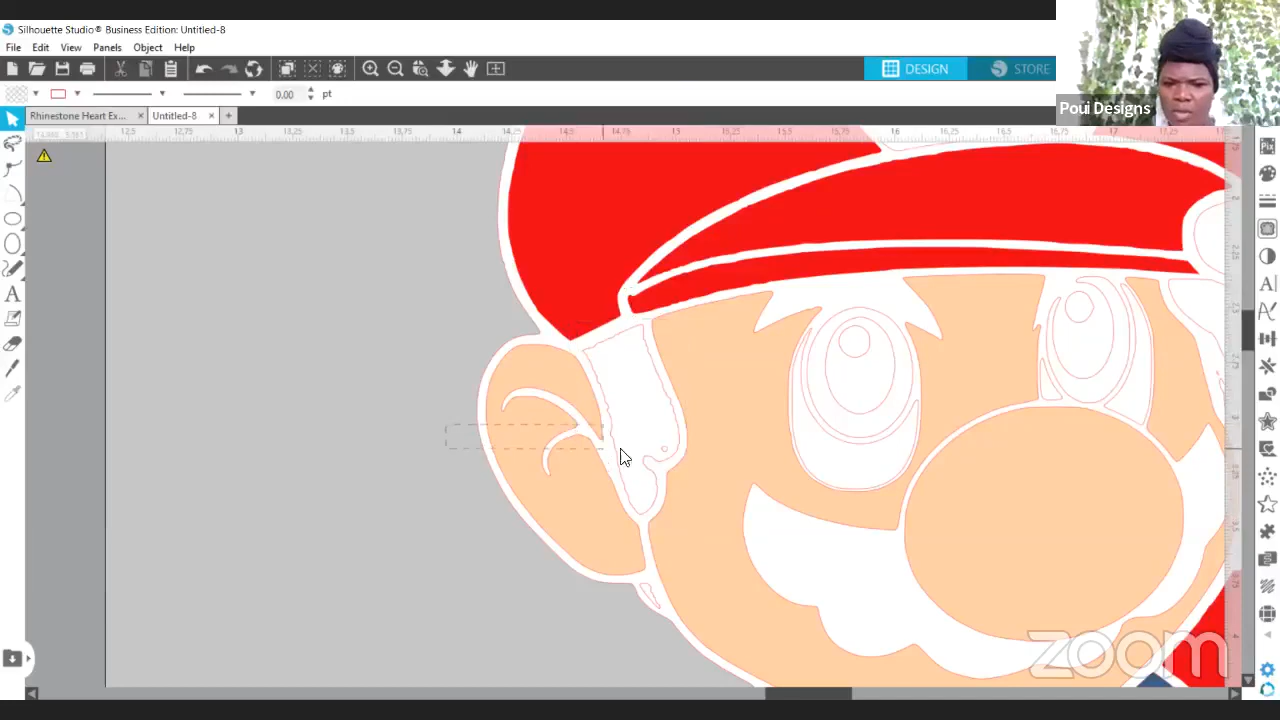 Silhouette Studio® Business Edition: Untitled-8
File Edit View Panels Object Help
DESIGN STORE
0.00 pt
Poui Designs
Rhinestone Heart Ex... Untitled-8
12,5 12,75 13 13,25 13,5 13,75 14 14,25 14,5 14,75 15 15,25 15,5 15,75 16 16,25 16,5 16,75 17 17,25
zoom